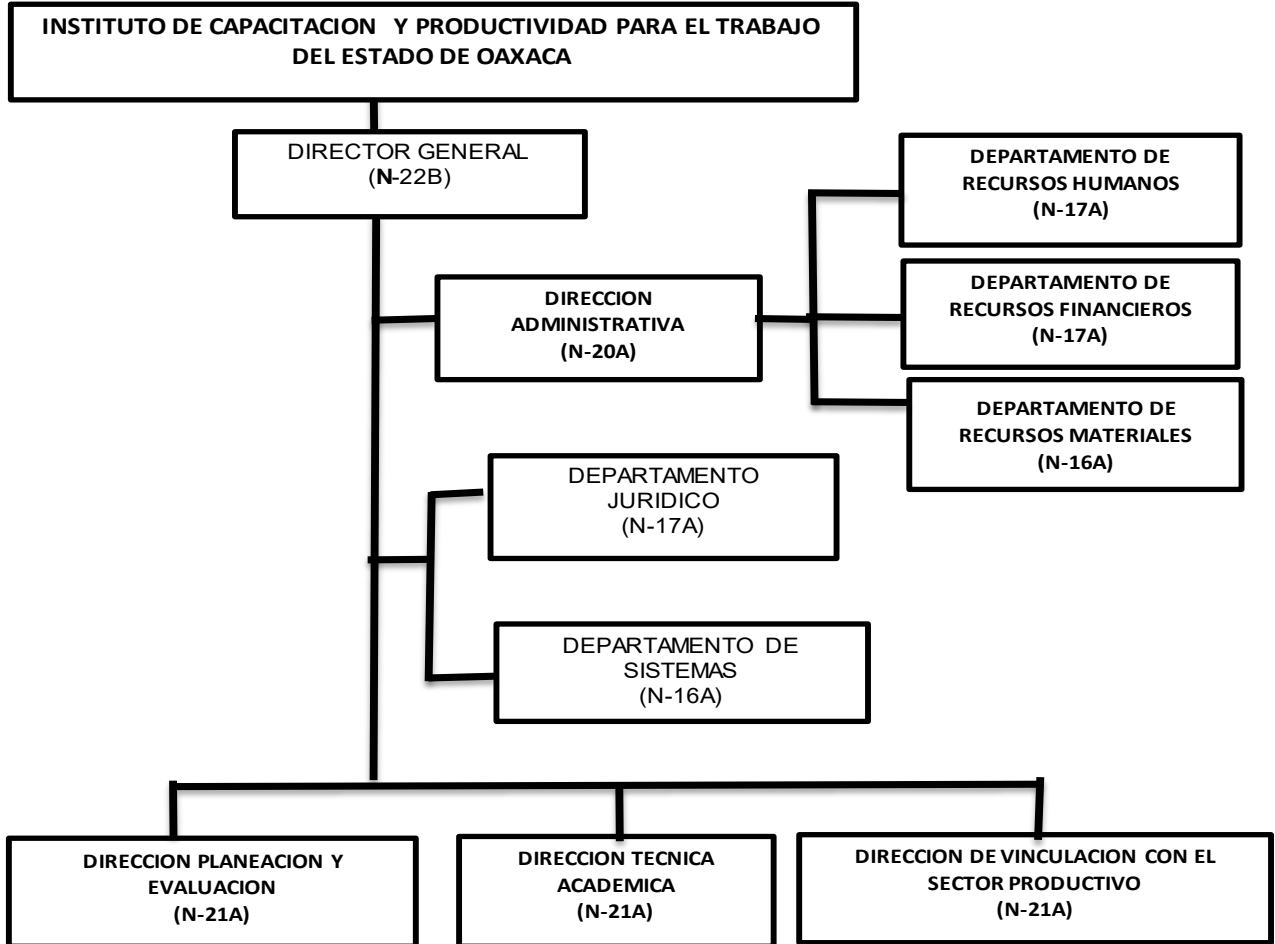 INSTITUTO DE CAPACITACION Y PRODUCTIVIDAD PARA EL TRABAJO
DEL ESTADO DE OAXACA
DIRECTOR GENERAL
(N-22B)
DEPARTAMENTO DE
RECURSOS HUMANOS
(N-17A)
DIRECCION
ADMINISTRATIVA
(N-20A)
DEPARTAMENTO DE
RECURSOS FINANCIEROS
(N-17A)
DEPARTAMENTO DE
RECURSOS MATERIALES
(N-16A)
DEPARTAMENTO
JURIDICO
(N-17A)
DEPARTAMENTO DE
SISTEMAS
(N-16A)
DIRECCION PLANEACION Y
EVALUACION
(N-21A)
DIRECCION TECNICA
ACADEMICA
(N-21A)
DIRECCION DE VINCULACION CON EL
SECTOR PRODUCTIVO
(N-21A)